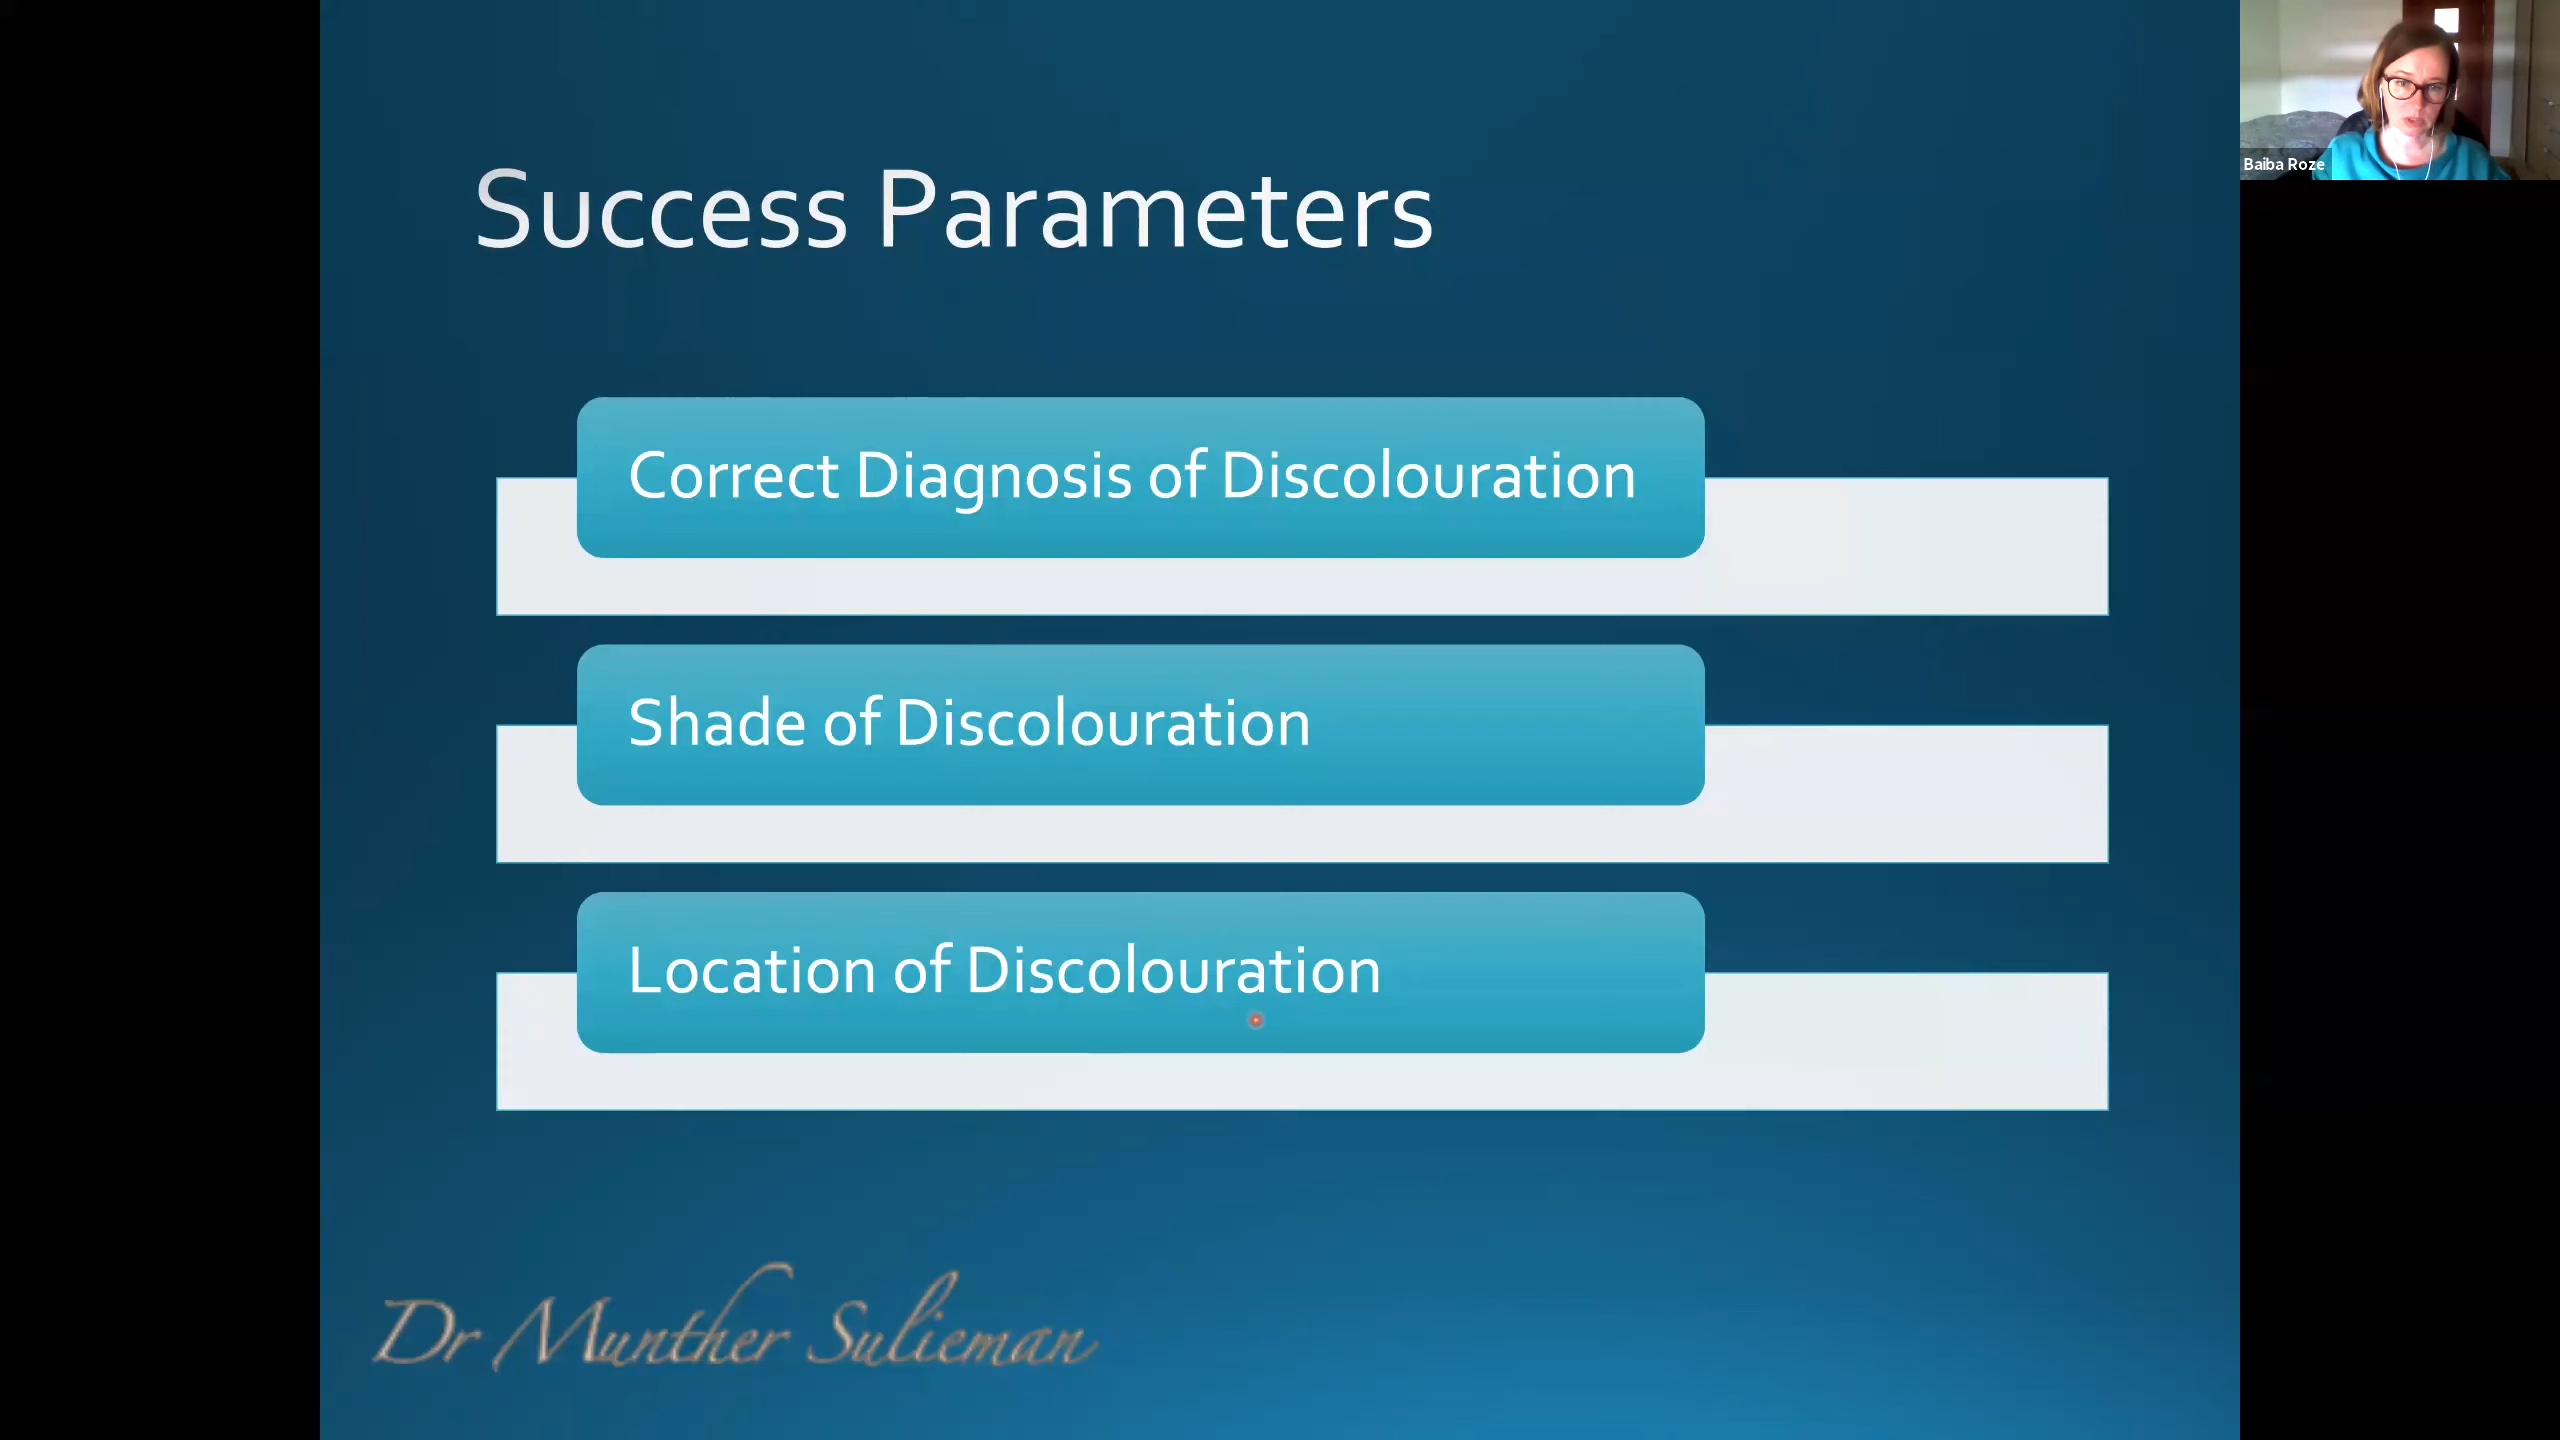 Success Parameters
Baiba Roze
Correct Diagnosis of Discolouration
Shade of Discolouration
Location of Discolouration
Dr Munther Sulieman